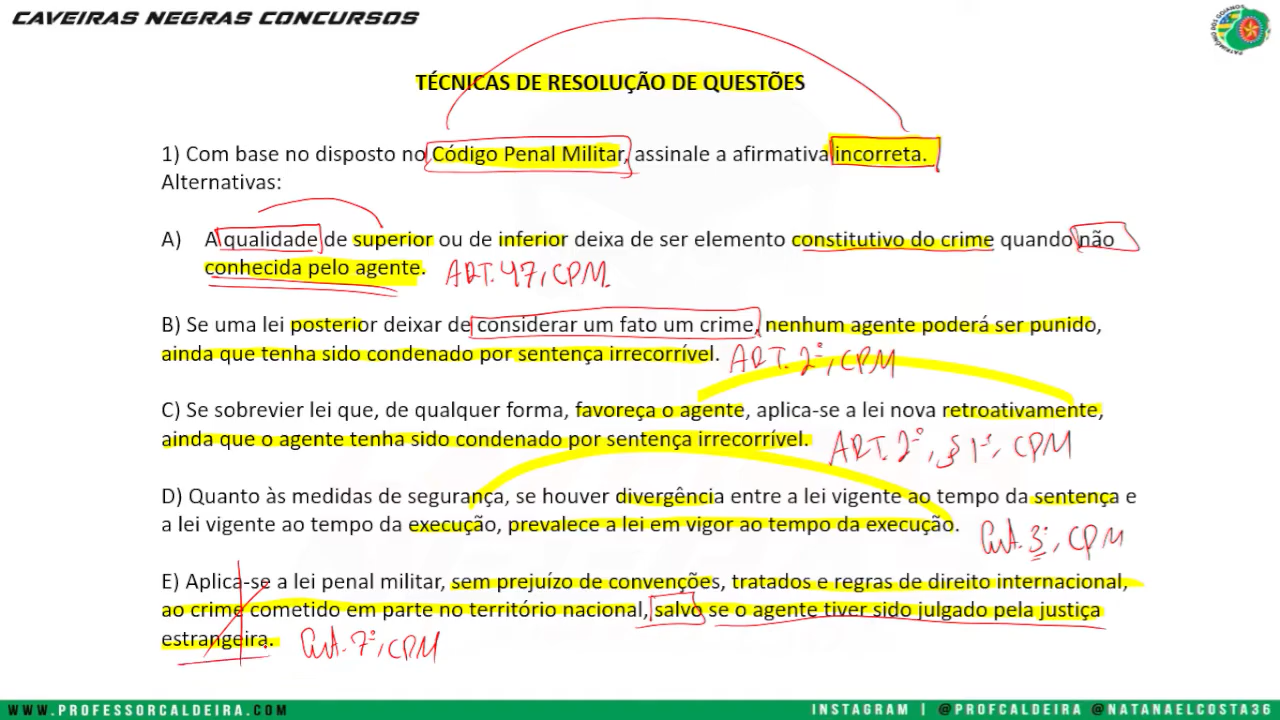 CAVEIRAS NEGRAS CONCURSOS
TÉCNICAS DE RESOLUÇÃO DE QUESTÕES
1) Com base no disposto no Código Penal Militar, assinale a afirmativa incorreta.
Alternativas:
A) A qualidade de superior ou de inferior deixa de ser elemento constitutivo do crime quando não
conhecida pelo agente. ART. 47, CPM.
B) Se uma lei posterior deixar de considerar um fato um crime, nenhum agente poderá ser punido,
ainda que tenha sido condenado por sentença irrecorrível. ART. 2º, CPM
C) Se sobrevier lei que, de qualquer forma, favoreça o agente, aplica-se a lei nova retroativamente,
ainda que o agente tenha sido condenado por sentença irrecorrível. ART. 2º, § 1º, CPM
D) Quanto às medidas de segurança, se houver divergência entre a lei vigente ao tempo da sentença e
a lei vigente ao tempo da execução, prevalece a lei em vigor ao tempo da execução. Art. 3º, CPM
E) Aplica-se a lei penal militar, sem prejuízo de convenções, tratados e regras de direito internacional,
ao crime cometido em parte no território nacional, salvo se o agente tiver sido julgado pela justiça
estrangeira. Art. 7º, CPM
WWW.PROFESSORCALDEIRA.COM INSTAGRAM | @PROFCALDEIRA @NATANAELCOSTA36